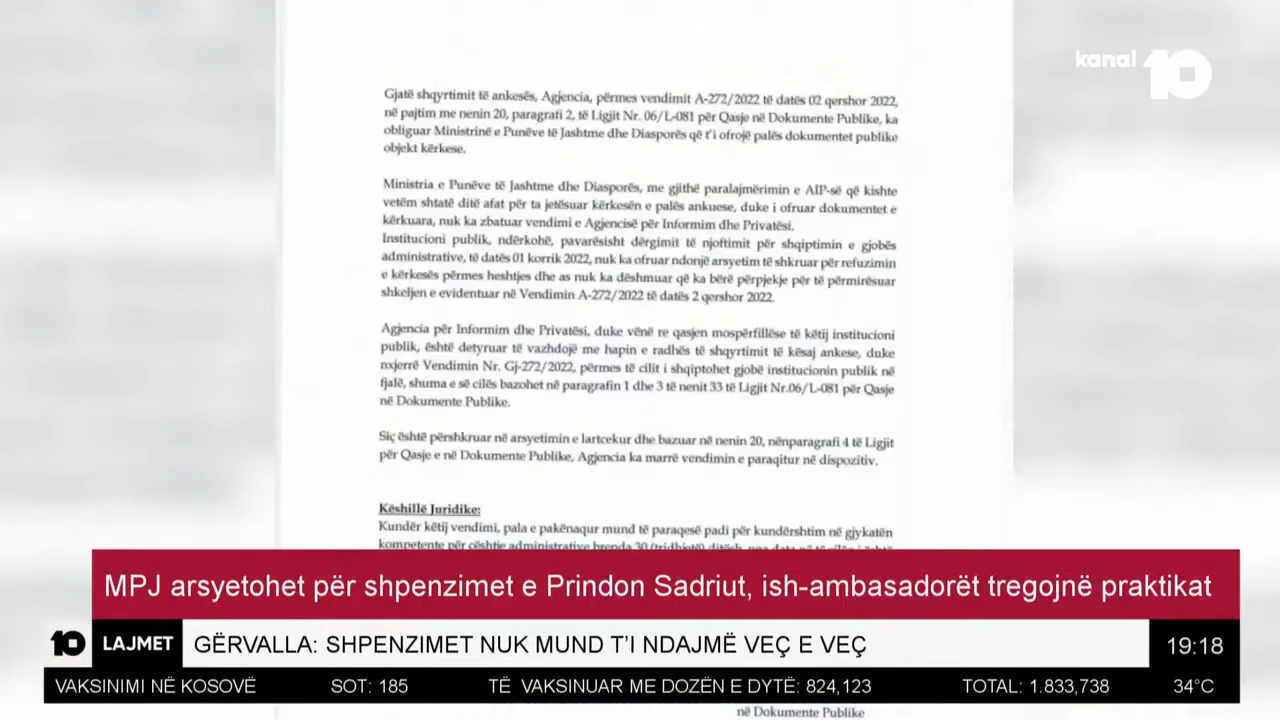 kanal 10
Gjatë shqyrtimit të ankesës, Agjencia, përmes vendimit A-272/2022 të datës 02 qershor 2022,
në pajtim me nenin 20, paragrafi 2, të Ligjit Nr. 06/L-081 për Qasje në Dokumente Publike, ka
obliguar Ministrinë e Punëve të Jashtme dhe Diasporës që t'i ofrojë palës dokumentet publike
objekt kërkese.
Ministria e Punëve të Jashtme dhe Diasporës, me gjithë paralajmërimin e AIP-së që kishte
vetëm shtatë ditë afat për ta jetësuar kërkesën e palës ankuese, duke i ofruar dokumentet e
kërkuara, nuk ka zbatuar vendimi e Agjencisë për Informim dhe Privatësi.
Institucioni publik, ndërkohë, pavarësisht dërgimit të njoftimit për shqiptimin e gjobës
administrative, të datës 01 korrik 2022, nuk ka ofruar ndonjë arsyetim të shkruar për refuzimin
e kërkesës përmes heshtjes dhe as nuk ka dëshmuar që ka bërë përpjekje për të përmirësuar
shkeljen e evidentuar në Vendimin A-272/2022 të datës 2 qershor 2022.
Agjencia për Informim dhe Privatësi, duke vënë re qasjen mospërfillëse të këtij institucioni
publik, është detyruar të vazhdojë me hapin e radhës të shqyrtimit të kësaj ankese, duke
nxjerrë Vendimin Nr. Gj-272/2022, përmes të cilit i shqiptohet gjobë institucionin publik në
fjalë, shuma e së cilës bazohet në paragrafin 1 dhe 3 të nenit 33 të Ligjit Nr.06/L-081 për Qasje
në Dokumente Publike.
Siç është përshkruar në arsyetimin e lartcekur dhe bazuar në nenin 20, nënparagrafi 4 të Ligjit
për Qasje e në Dokumente Publike, Agjencia ka marrë vendimin e paraqitur në dispozitiv.
Këshillë Juridike:
Kundër këtij vendimi, pala e pakënaqur mund të paraqesë padi për kundërshtim në gjykatën
kompetente për çështje administrative brenda 30 (tridhjetë) ditësh, nga data
MPJ arsyetohet për shpenzimet e Prindon Sadriut, ish-ambasadorët tregojnë praktikat
10 LAJMET GËRVALLA: SHPENZIMET NUK MUND T'I NDAJMË VEÇ E VEÇ 19:18
VAKSINIMI NË KOSOVË SOT: 185 TË VAKSINUAR ME DOZËN E DYTË: 824,123 TOTAL: 1.833,738 34°C
në Dokumente Publike